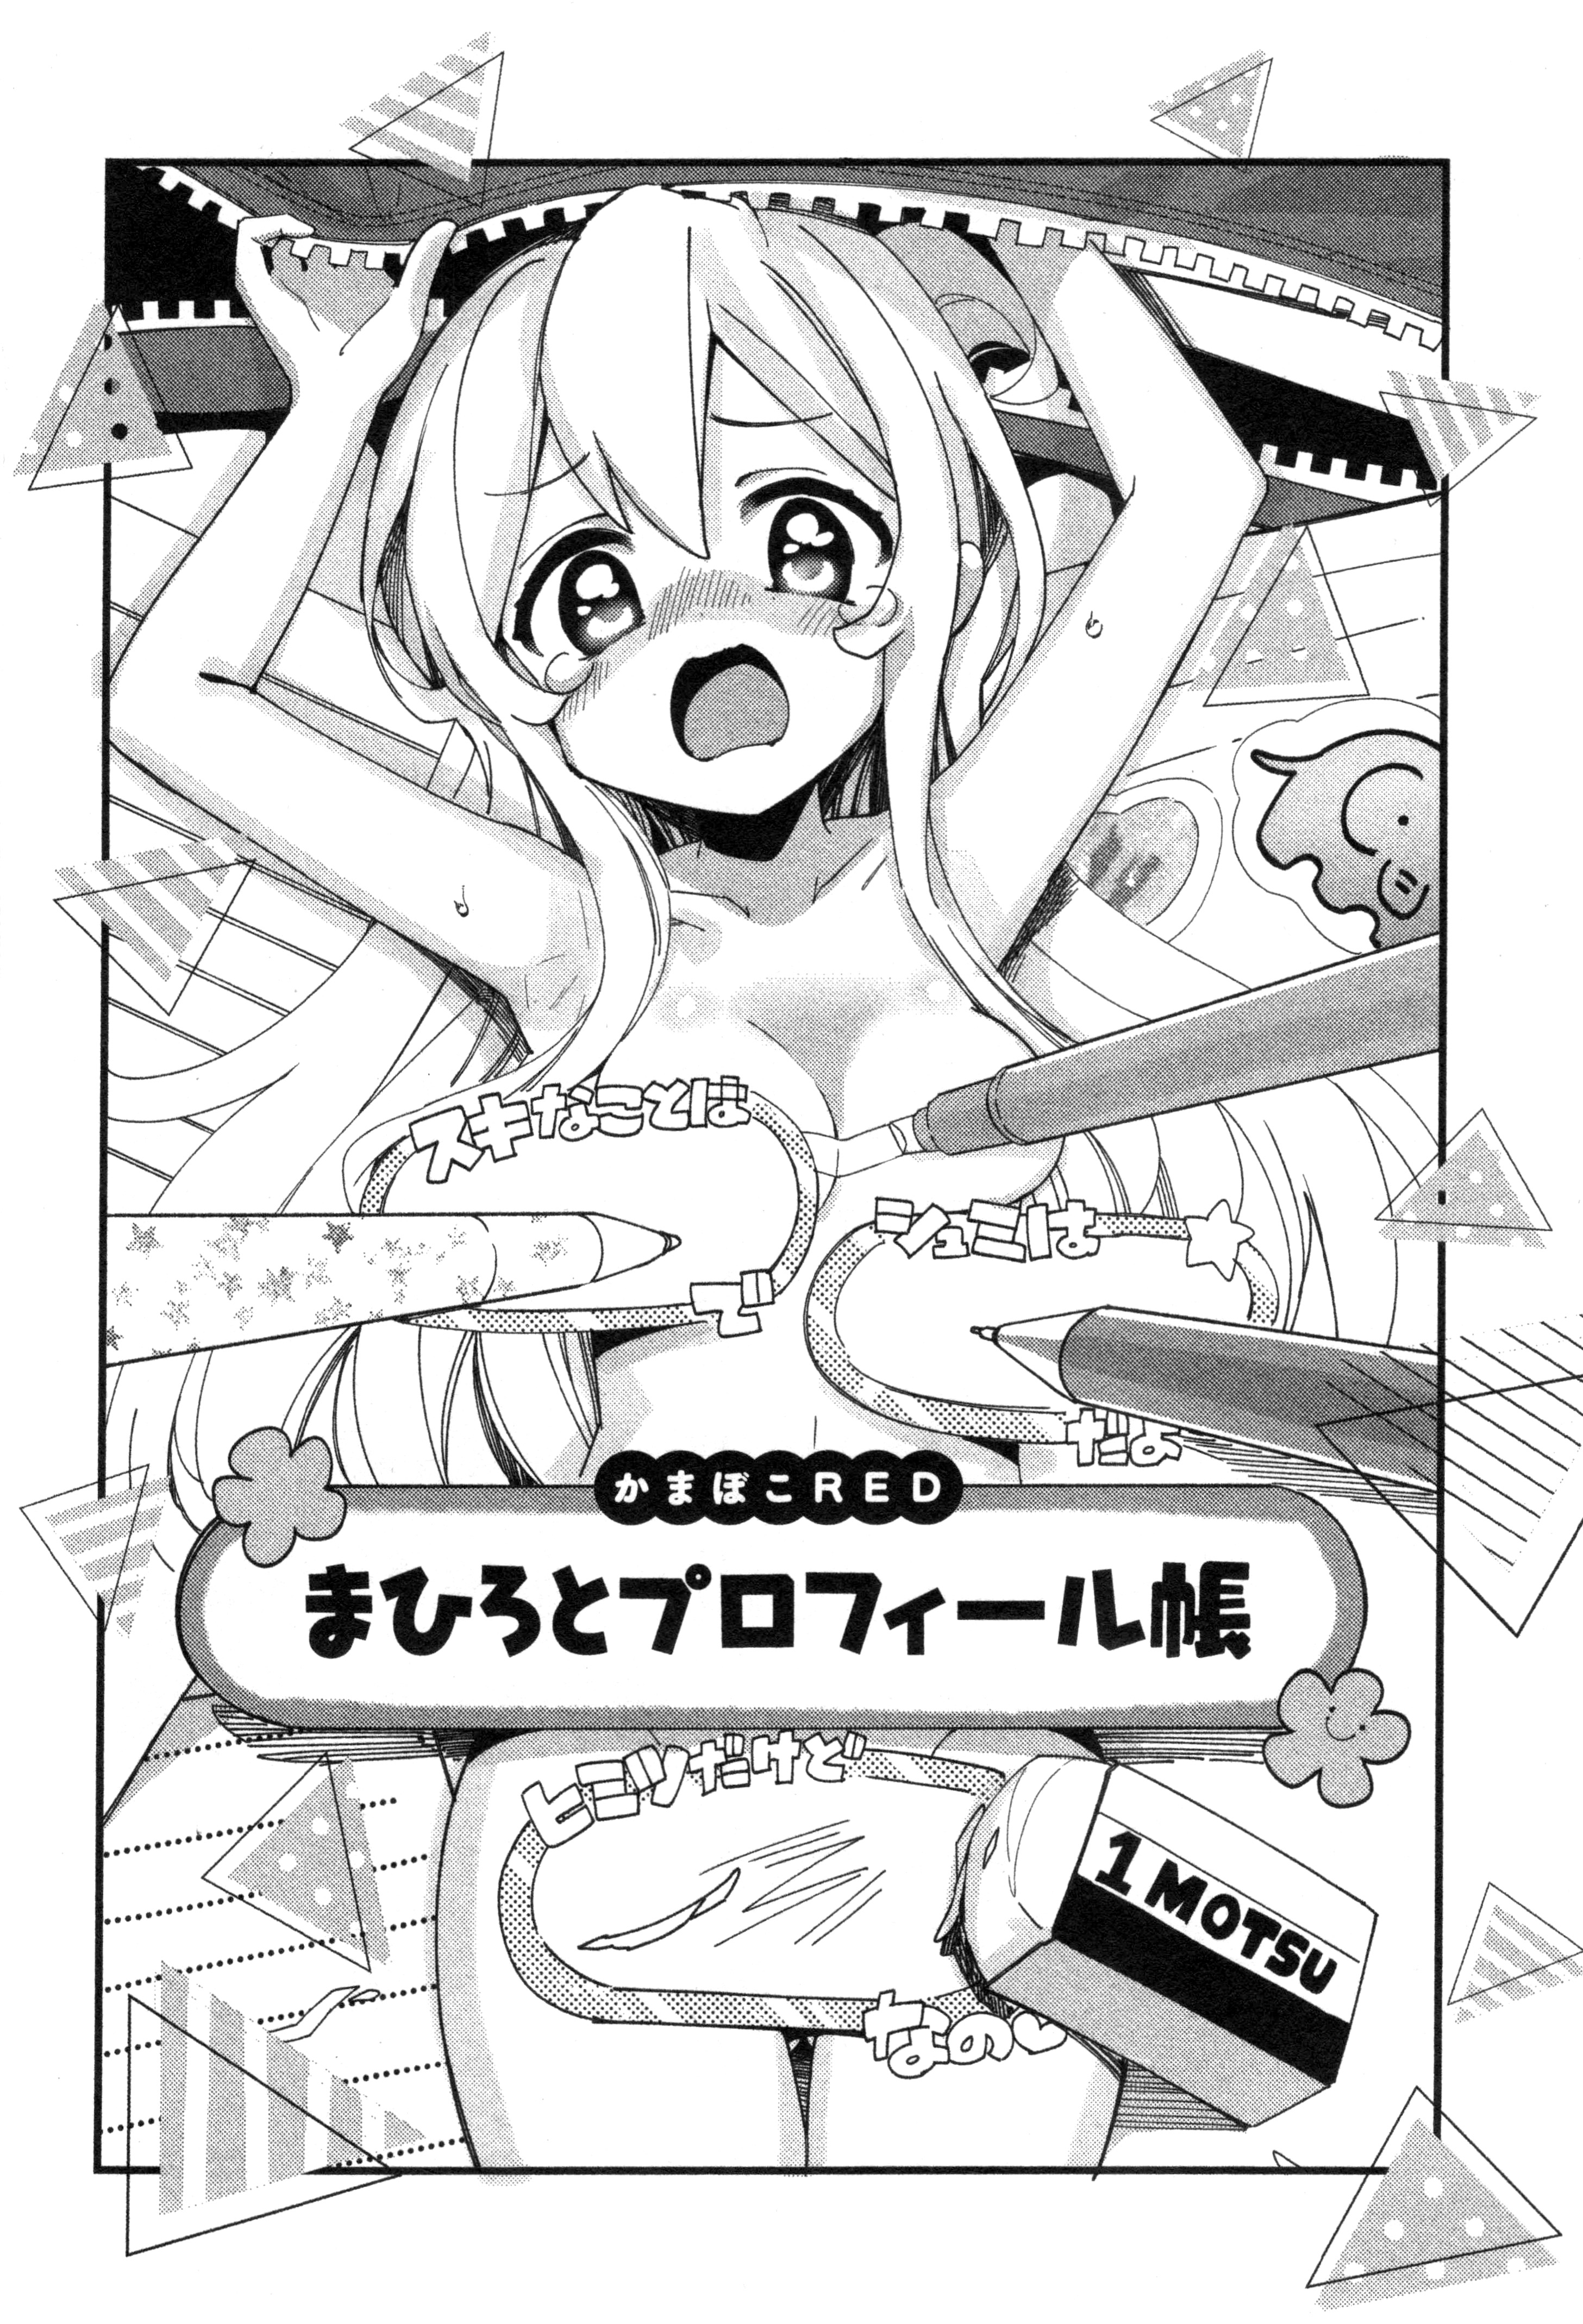 スキなことは
で
シュミは
だよ
かまぼこRED
まひろとプロフィール帳
ヒミツだけど
なの
1 MOTSU